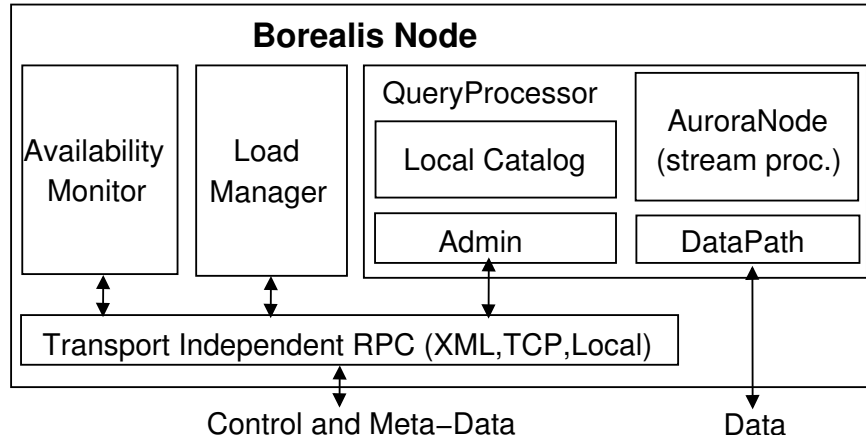 Borealis Node
Availability
Monitor
Load
Manager
QueryProcessor
Local Catalog
Admin
AuroraNode
(stream proc.)
DataPath
Transport Independent RPC (XML,TCP,Local)
Control and Meta−Data
Data